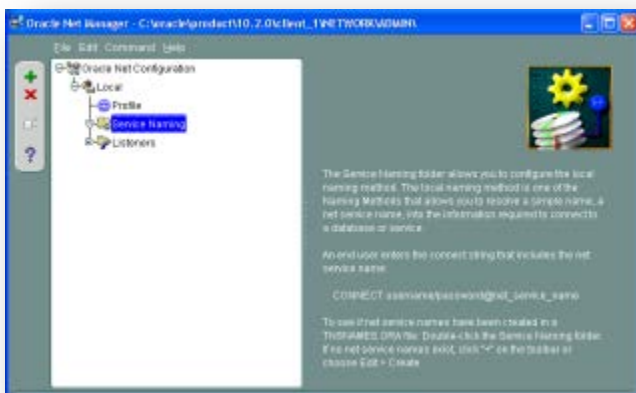 Oracle Net Manager - C:\oracle\product\10.2.0\client_1\NETWORK\ADMIN\
File Edit Command Help
Oracle Net Configuration
Local
Profile
Service Naming
Listeners
The Service Naming folder allows you to configure the local
naming method. The local naming method is one of the
Naming Methods that allows you to resolve a simple name, a
net service name, into the information required to connect to
a database or service.
An end user enters the connect string that includes the net
service name:
CONNECT username/password@net_service_name
To see if net service names have been created in a
TNSNAMES.ORA file: Double-click the Service Naming folder.
If no net service names exist, click "+" on the toolbar or
choose Edit > Create.